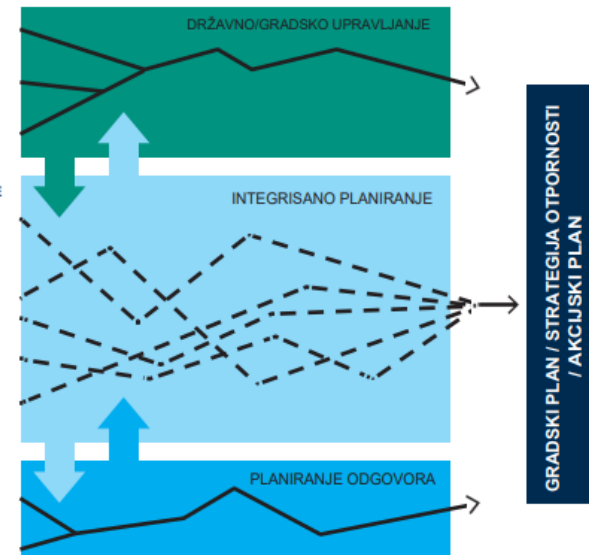 DRŽAVNO/GRADSKO UPRAVLJANJE
INTEGRISANO PLANIRANJE
PLANIRANJE ODGOVORA
GRADSKI PLAN / STRATEGIJA OTPORNOSTI
/ AKCIJSKI PLAN